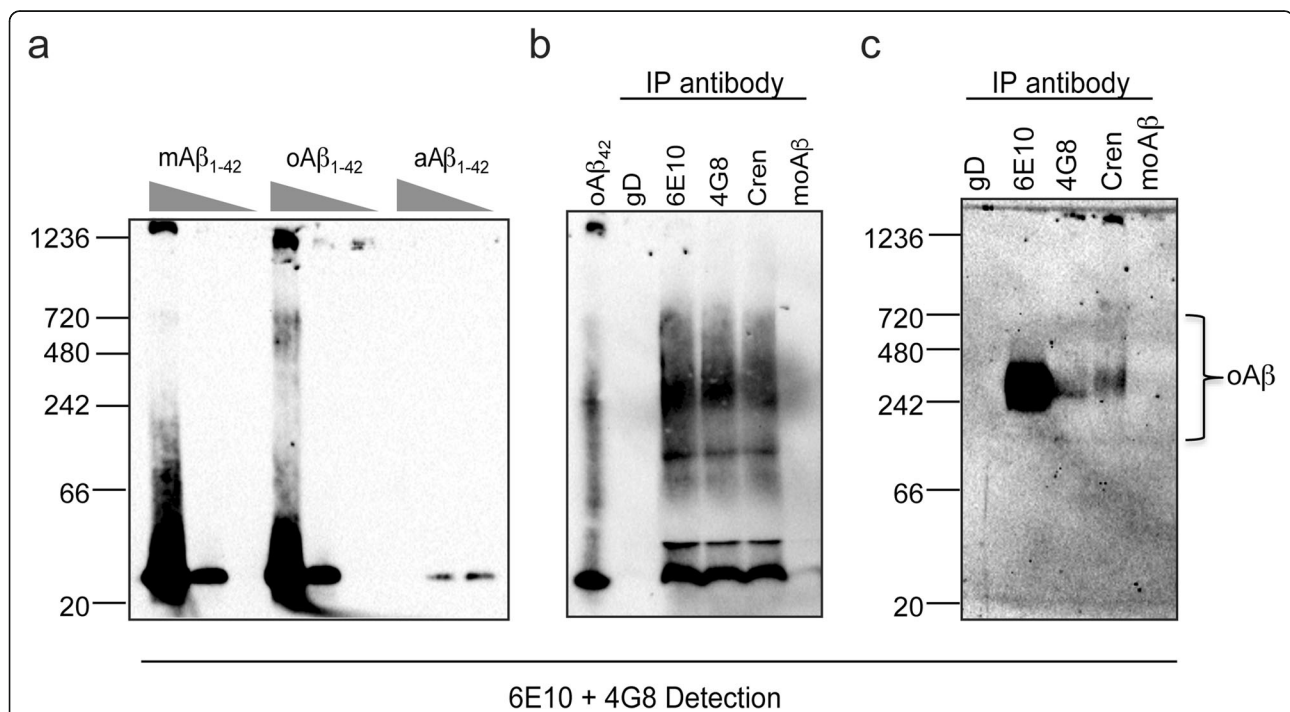 a
b
c
mAβ1-42
oAβ1-42
aAβ1-42
1236
720
480
242
66
20
IP antibody
oAβ42
gD
6E10
4G8
Cren
moAβ
IP antibody
gD
6E10
4G8
Cren
moAβ
1236
720
480
242
66
20
oAβ
6E10 + 4G8 Detection